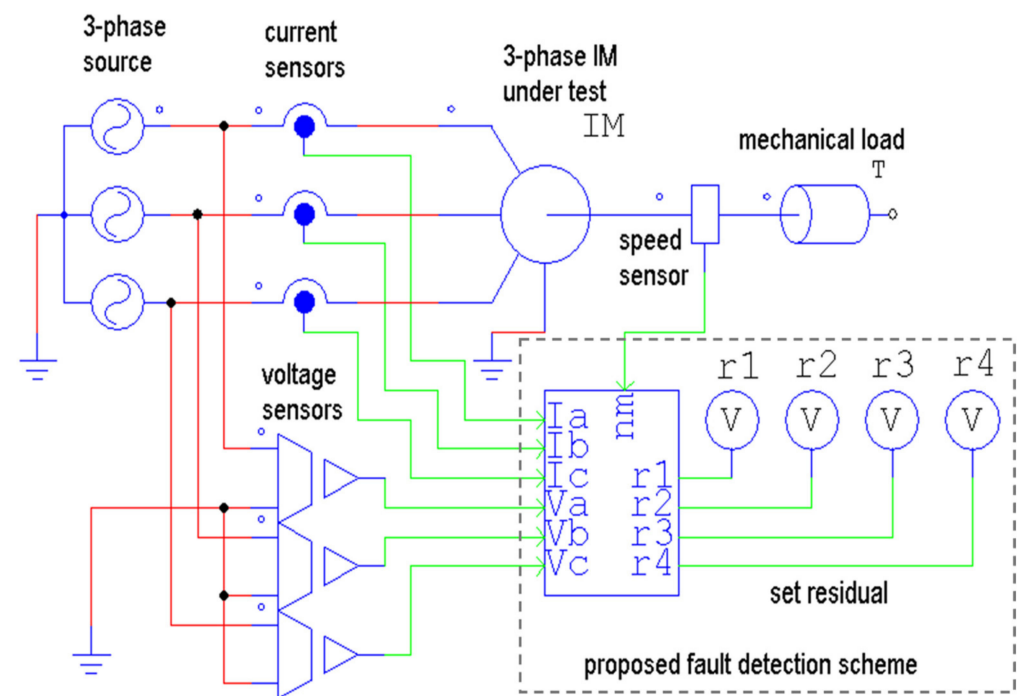 3-phase
source
current
sensors
3-phase IM
under test
IM
mechanical load
T
speed
sensor
voltage
sensors
r1 r2 r3 r4
V V V V
nm
Ia
Ib
Ic r1
Va r2
Vb r3
Vc r4
set residual
proposed fault detection scheme